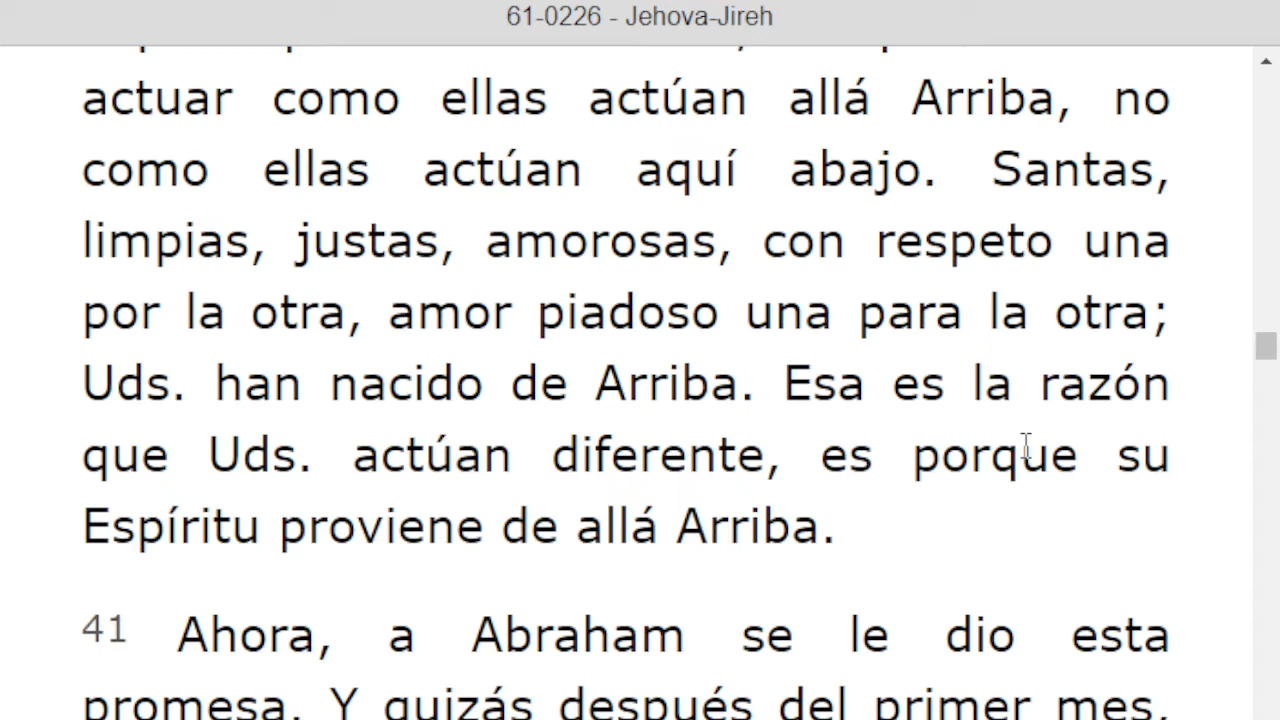 61-0226 - Jehova-Jireh
actuar como ellas actúan allá Arriba, no
como ellas actúan aquí abajo. Santas,
limpias, justas, amorosas, con respeto una
por la otra, amor piadoso una para la otra;
Uds. han nacido de Arriba. Esa es la razón
que Uds. actúan diferente, es porque su
Espíritu proviene de allá Arriba.
41 Ahora, a Abraham se le dio esta
promesa. Y quizás después del primer mes,